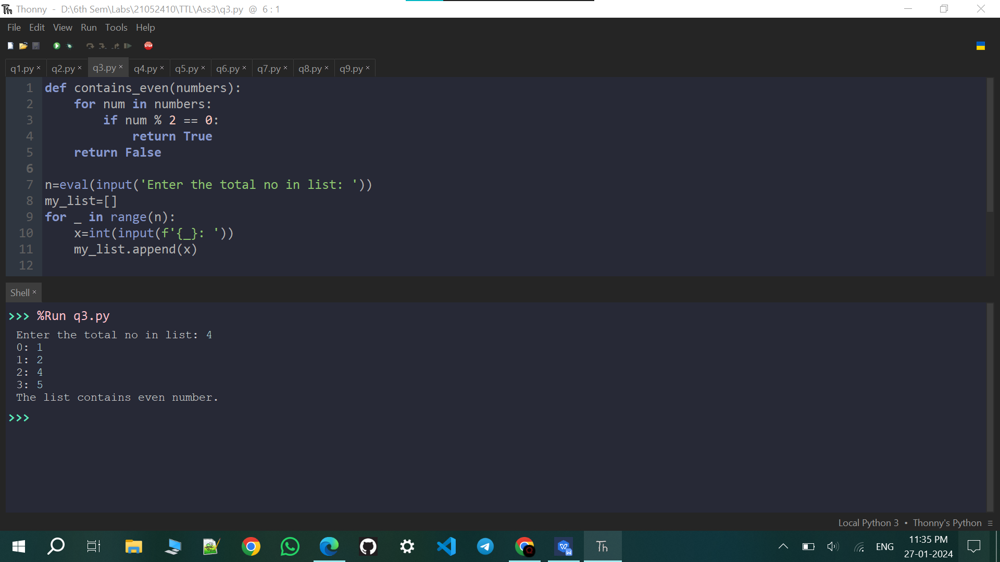 Thonny - D:\6th Sem\Labs\21052410\TTL\Ass3\q3.py @ 6 : 1
File Edit View Run Tools Help
STOP
q1.py × q2.py × q3.py × q4.py × q5.py × q6.py × q7.py × q8.py × q9.py ×
1 def contains_even(numbers):
2     for num in numbers:
3         if num % 2 == 0:
4             return True
5     return False
6
7 n=eval(input('Enter the total no in list: '))
8 my_list=[]
9 for _ in range(n):
10     x=int(input(f'{_}: '))
11     my_list.append(x)
12
Shell ×
>>> %Run q3.py
Enter the total no in list: 4
0: 1
1: 2
2: 4
3: 5
The list contains even number.
>>>
Local Python 3 • Thonny's Python ≡
Th
ENG
11:35 PM
27-01-2024